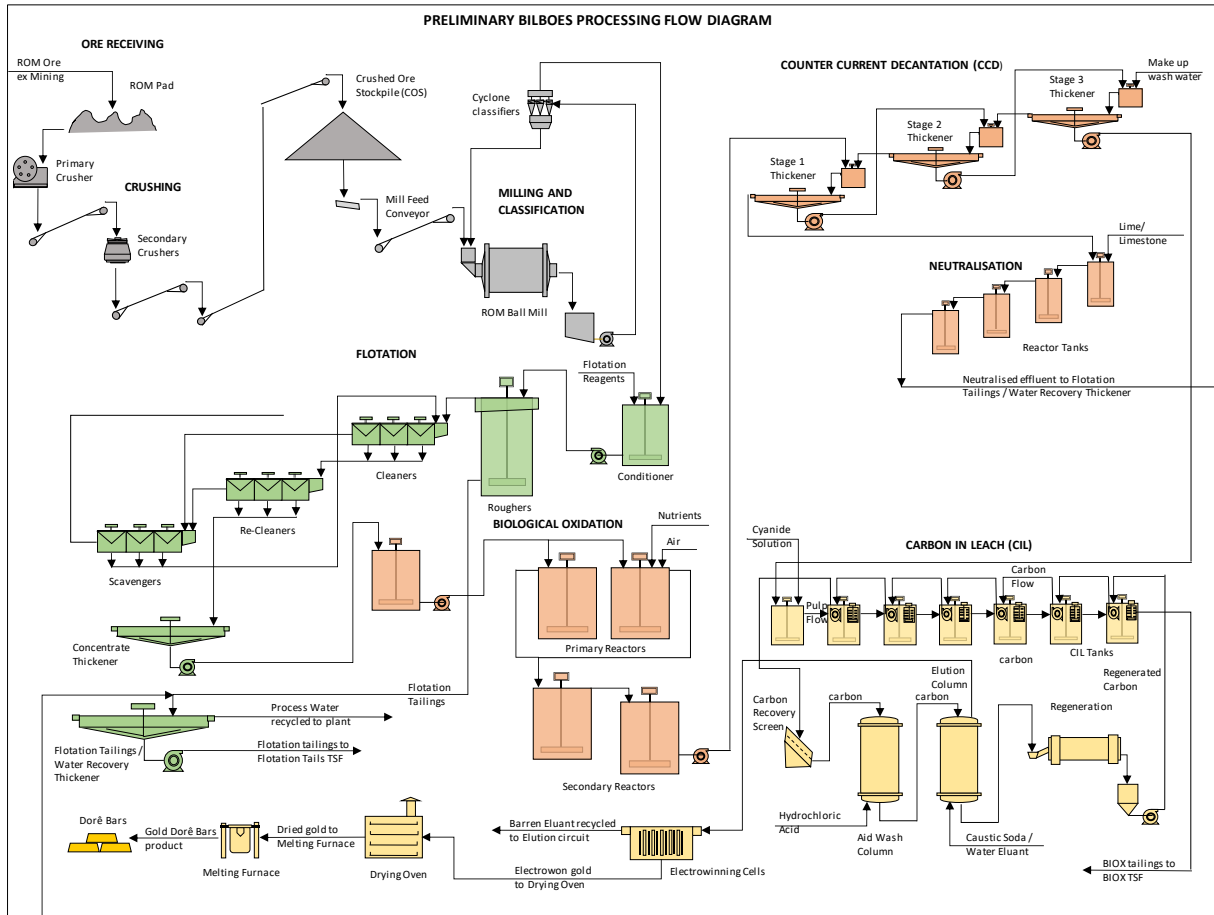 PRELIMINARY BILBOES PROCESSING FLOW DIAGRAM
ORE RECEIVING
ROM Ore
ex Mining
ROM Pad
Primary
Crusher
CRUSHING
Secondary
Crushers
Crushed Ore
Stockpile (COS)
Mill Feed
Conveyor
Cyclone
classifiers
MILLING AND
CLASSIFICATION
ROM Ball Mill
COUNTER CURRENT DECANTATION (CCD)
Make up
wash water
Stage 3
Thickener
Stage 2
Thickener
Stage 1
Thickener
Lime/
Limestone
NEUTRALISATION
Reactor Tanks
Neutralised effluent to Flotation
Tailings / Water Recovery Thickener
FLOTATION
Flotation
Reagents
Conditioner
Roughers
Cleaners
Re-Cleaners
Scavengers
Concentrate
Thickener
Flotation
Tailings
Process Water
recycled to plant
Flotation tailings to
Flotation Tails TSF
Flotation Tailings /
Water Recovery
Thickener
BIOLOGICAL OXIDATION
Nutrients
Air
Primary Reactors
Secondary Reactors
CARBON IN LEACH (CIL)
Cyanide
Solution
Carbon
Flow
Pulp
Flow
carbon
CIL Tanks
Regenerated
Carbon
Elution
Column
carbon
carbon
Carbon
Recovery
Screen
Regeneration
Hydrochloric
Acid
Aid Wash
Column
Caustic Soda /
Water Eluant
BIOX tailings to
BIOX TSF
Barren Eluant recycled
to Elution circuit
Electrowinning Cells
Electrowon gold
to Drying Oven
Drying Oven
Dried gold to
Melting Furnace
Melting Furnace
Gold Dorê Bars
product
Dorê Bars